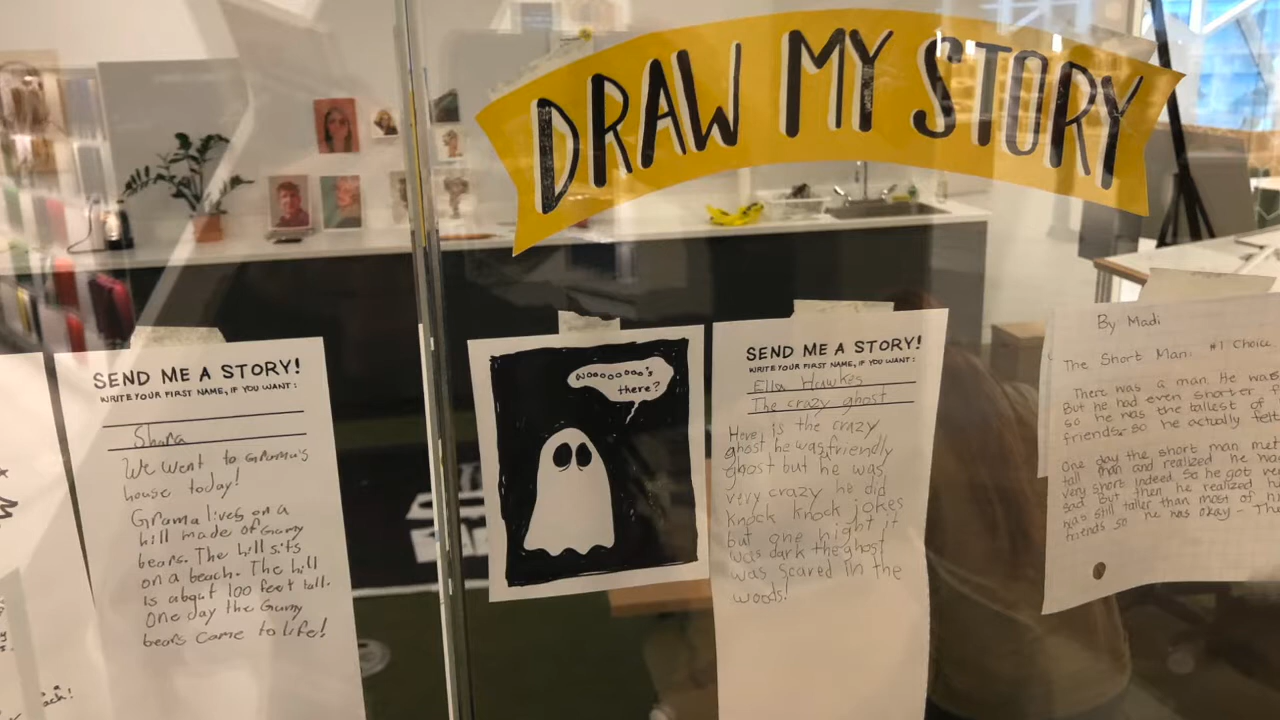 DRAW MY STORY
SEND ME A STORY!
WRITE YOUR FIRST NAME, IF YOU WANT:
Shara
We went to Grama's
house today!
Grama lives on a
hill made of Gumy
bears. The hill sits
on a beach. The hill
is about 100 feet tall.
One day the Gumy
bears came to life!
woooooooo's
there?
SEND ME A STORY!
WRITE YOUR FIRST NAME, IF YOU WANT:
Ella Hawkes
The crazy ghost
Here is the crazy
ghost he was friendly
ghost but he was
very crazy he did
knock knock jokes
but one night it
was dark the ghost
was scared in the
woods!
By Madi
The Short Man. #1 Choice
There was a man. He was
But he had even shorter
so he was the tallest of
friends so he actually felt
One day the short man met
tall man and realized he was
very short indeed So he got
sad But then he realized
was still taller than most of
friends so he was okay - The